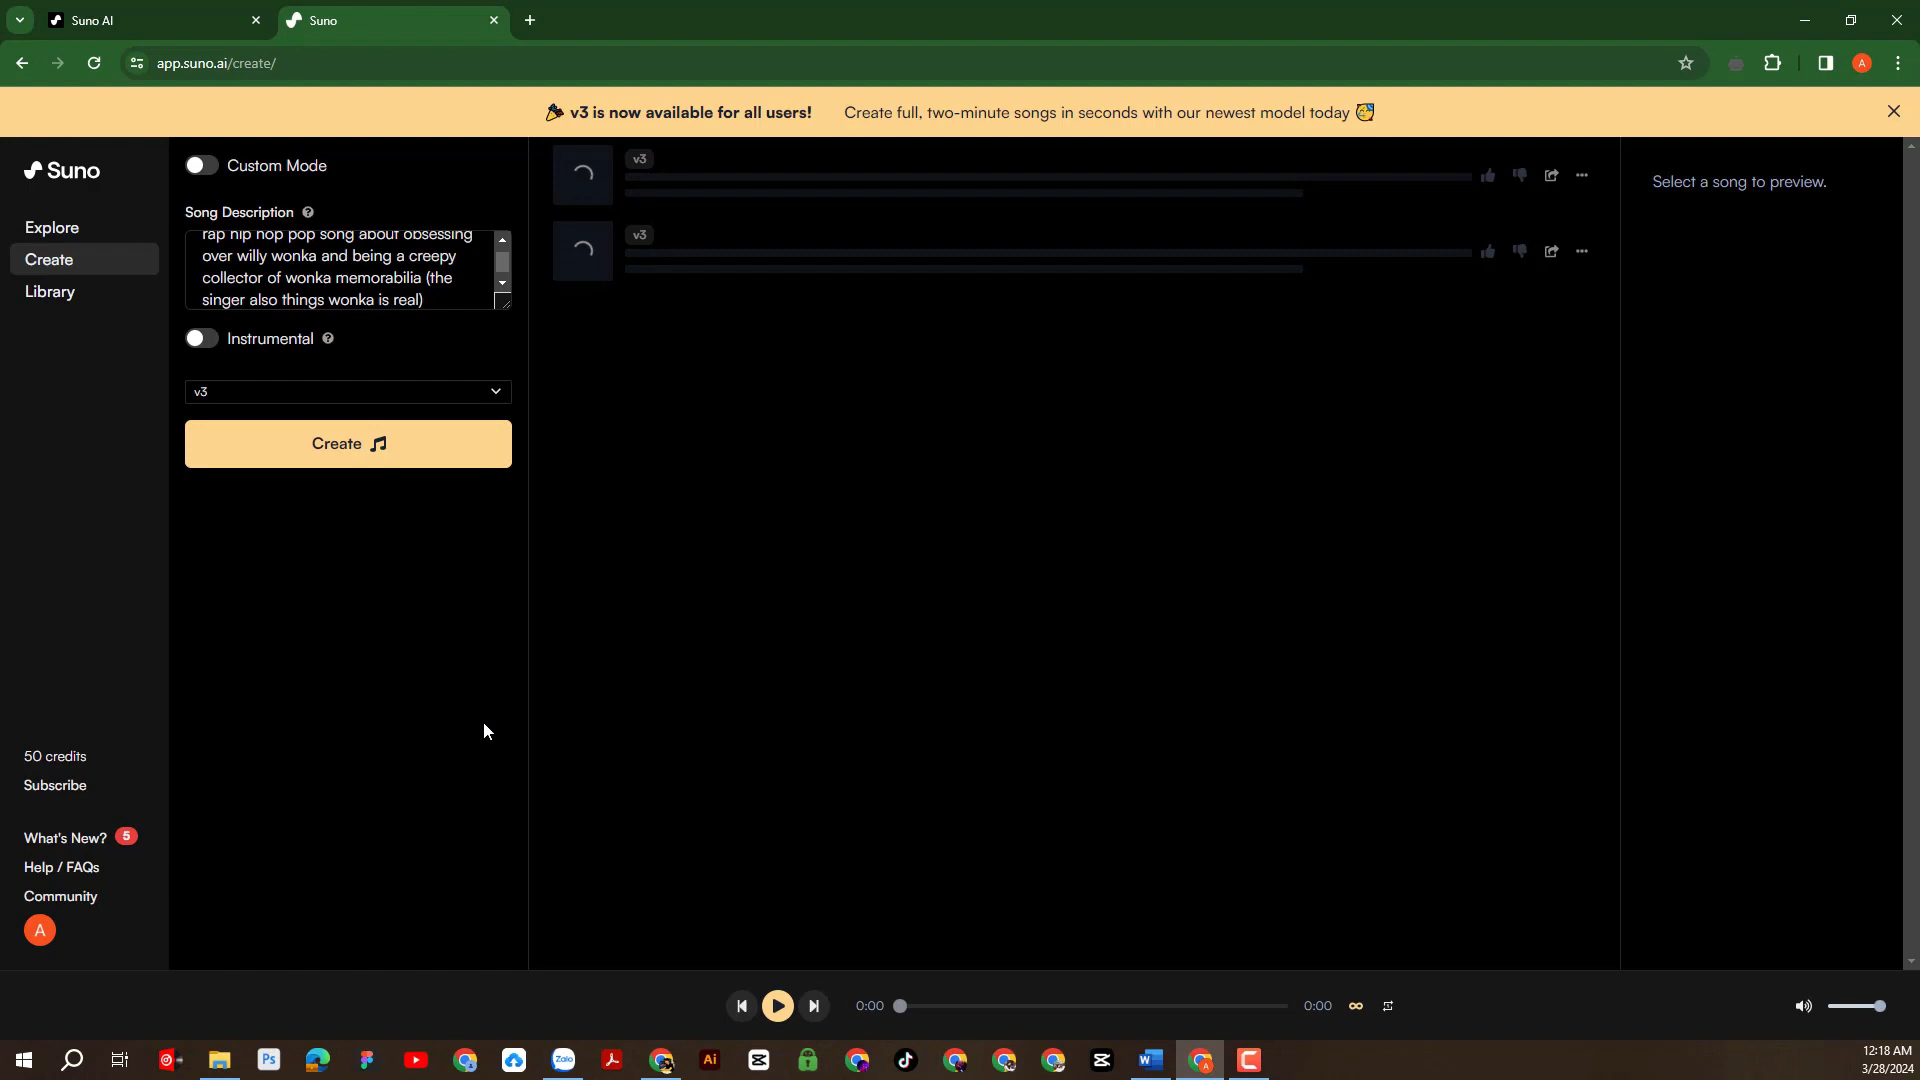 Suno AI
Suno
app.suno.ai/create/
A
v3 is now available for all users! Create full, two-minute songs in seconds with our newest model today
Suno
Explore
Create
Library
Custom Mode
Song Description
rap hip hop pop song about obsessing
over willy wonka and being a creepy
collector of wonka memorabilia (the
singer also things wonka is real)
Instrumental
v3
Create
v3
v3
Select a song to preview.
50 credits
Subscribe
What's New? 5
Help / FAQs
Community
A
0:00
0:00
Ps
Zalo
Ai
W
A
12:18 AM
3/28/2024